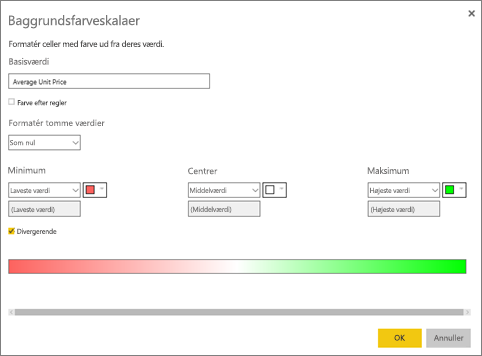 Baggrundsfarveskalaer
Formatér celler med farve ud fra deres værdi.
Basisværdi
Average Unit Price
Farve efter regler
Formatér tomme værdier
Som nul
Minimum Centrer Maksimum
Laveste værdi Middelværdi Højeste værdi
(Laveste værdi) (Middelværdi) (Højeste værdi)
Divergerende
OK Annuller